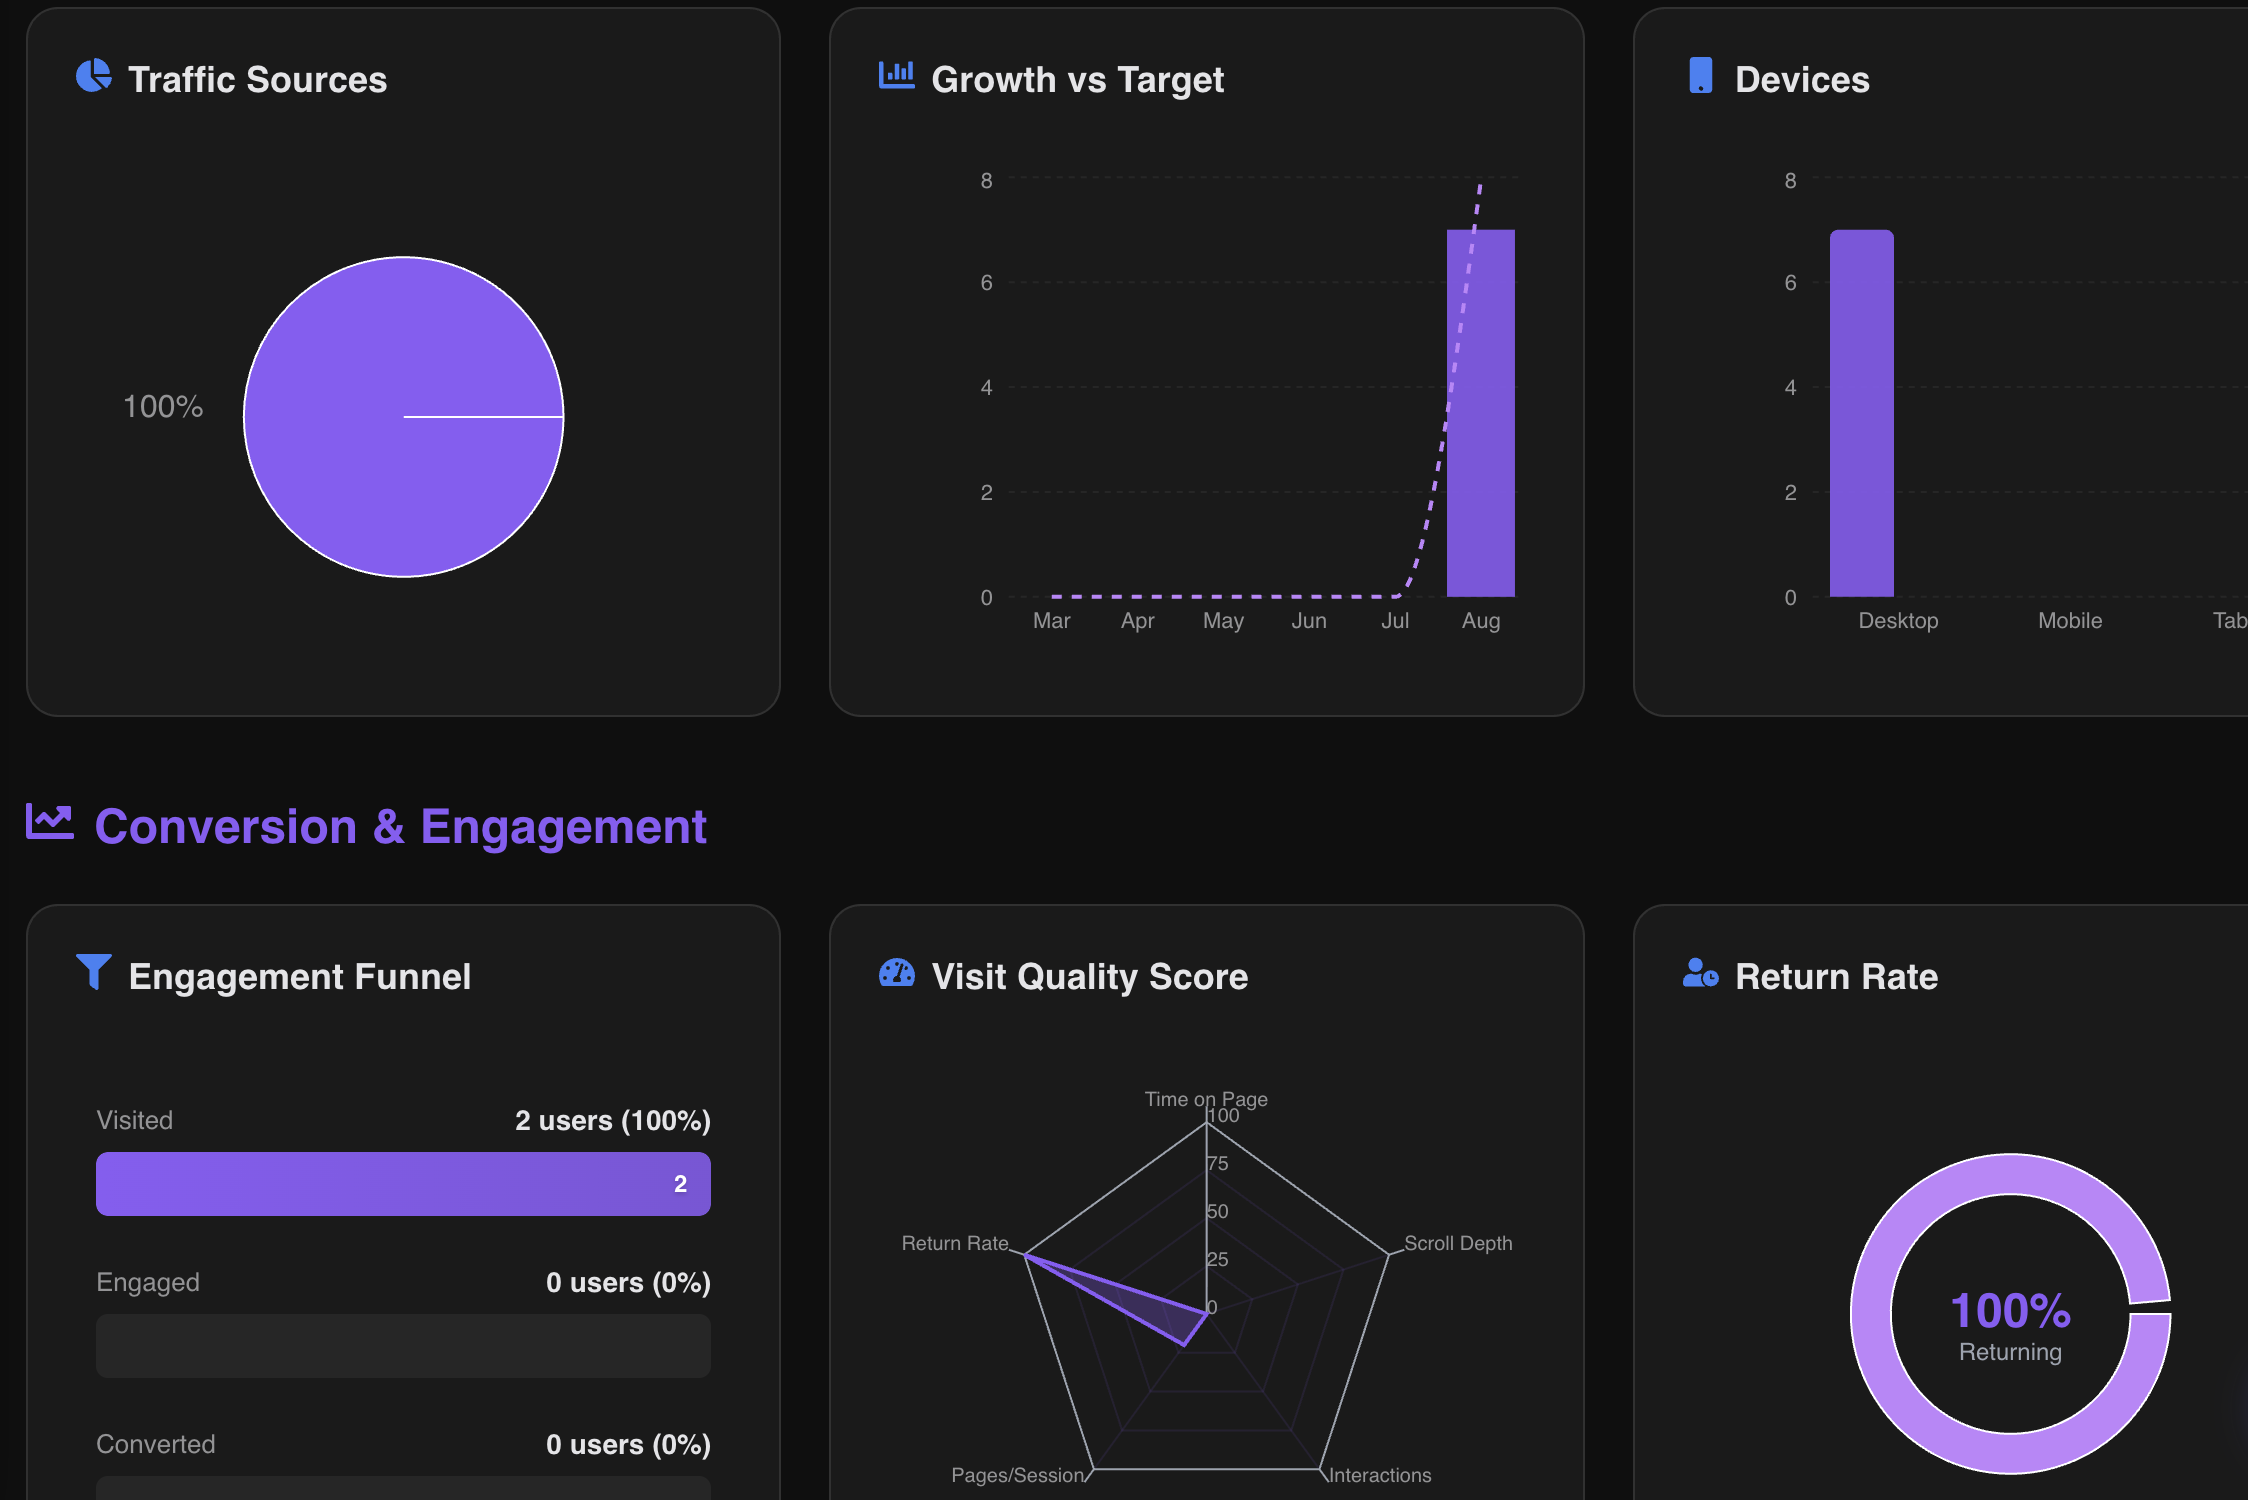 Traffic Sources
100%
Growth vs Target
8
6
4
2
0
Mar Apr May Jun Jul Aug
Devices
8
6
4
2
0
Desktop Mobile Tab
Conversion & Engagement
Engagement Funnel
Visited 2 users (100%)
2
Engaged 0 users (0%)
Converted 0 users (0%)
Visit Quality Score
Time on Page
100
75
50
25
0
Return Rate
Scroll Depth
Pages/Session
Interactions
Return Rate
100%
Returning